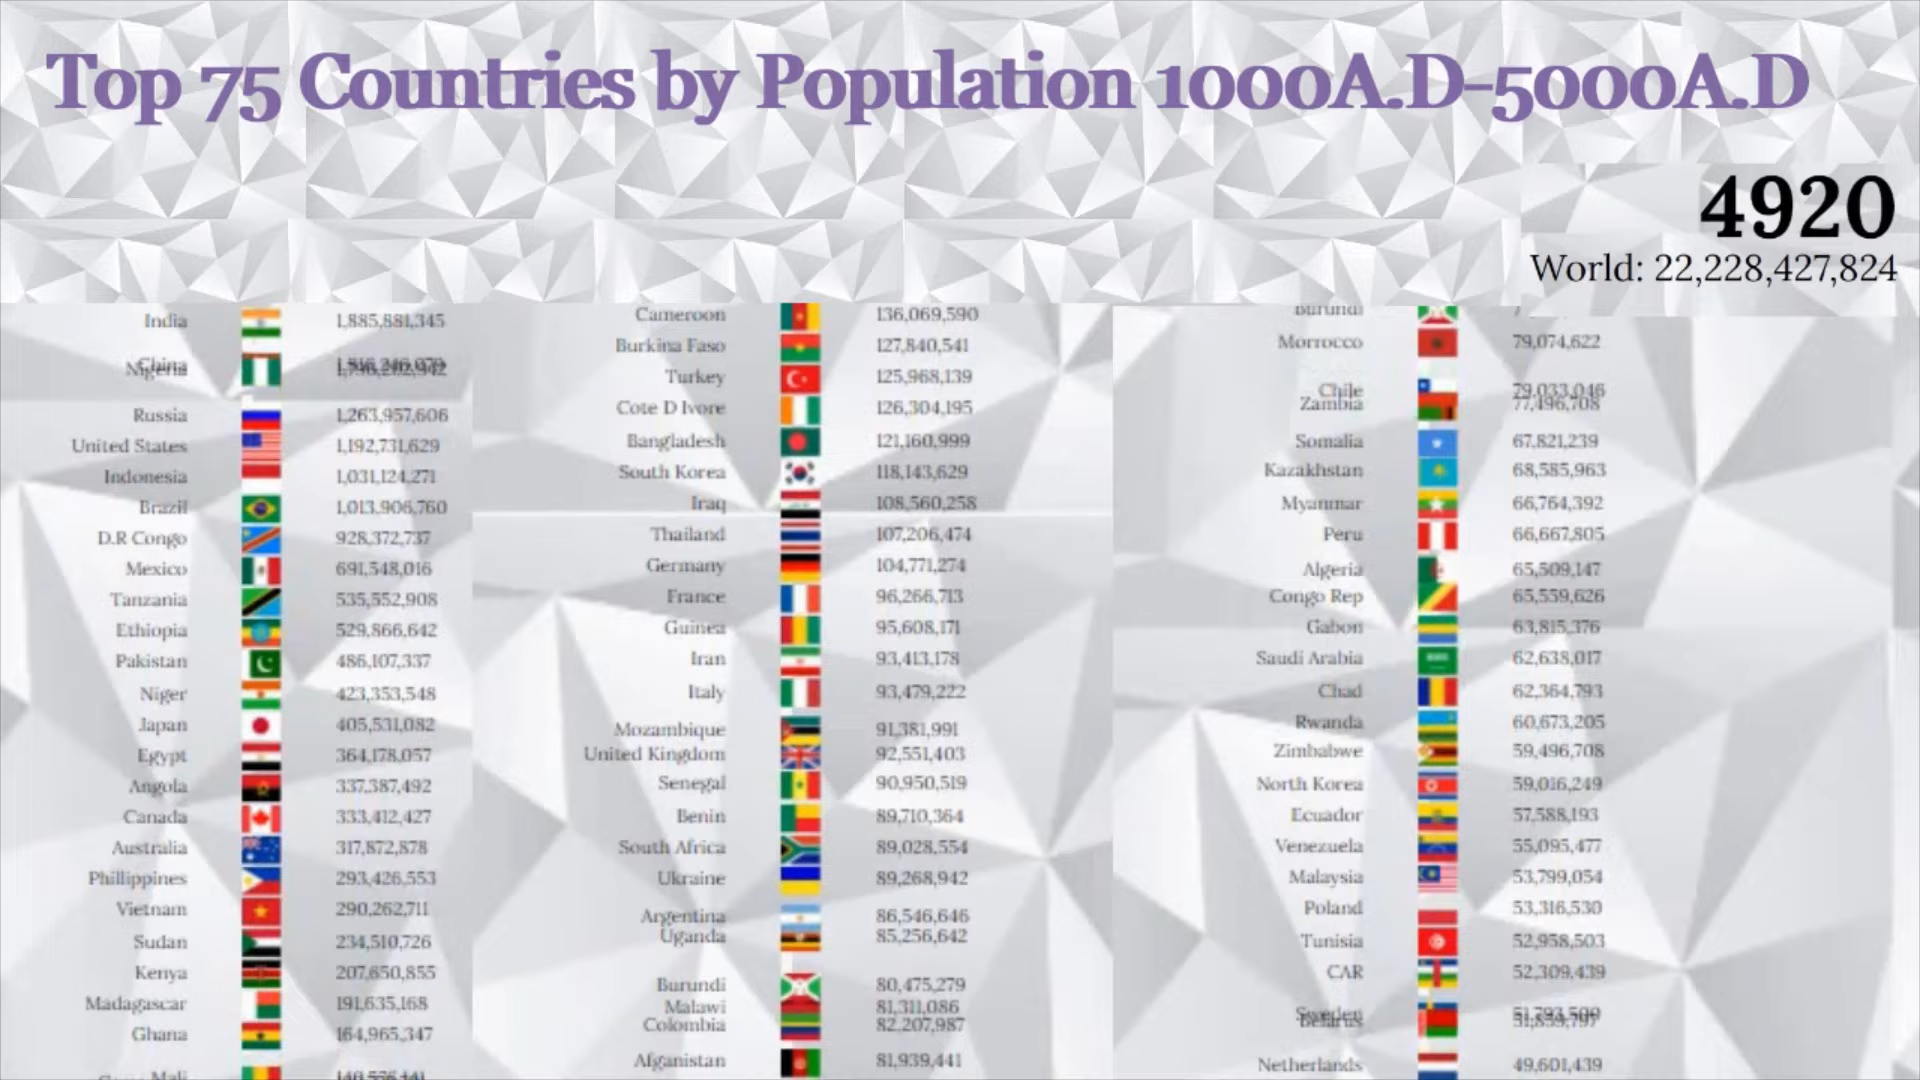 Top 75 Countries by Population 1000A.D-5000A.D
4920
World: 22,228,427,824
India 1,885,881,345
China
Nigeria
Russia 1,263,957,606
United States 1,192,731,629
Indonesia 1,031,124,271
Brazil 1,013,906,760
D.R Congo 928,372,737
Mexico 691,548,016
Tanzania 535,552,908
Ethiopia 529,866,642
Pakistan 486,107,337
Niger 423,353,548
Japan 405,531,082
Egypt 364,178,057
Angola 337,387,492
Canada 333,412,427
Australia 317,872,878
Phillippines 293,426,553
Vietnam 290,262,711
Sudan 234,510,726
Kenya 207,650,855
Madagascar 191,635,168
Ghana 164,965,347
Mali
Cameroon 136,069,590
Burkina Faso 127,840,541
Turkey 125,968,139
Cote D Ivore 126,304,195
Bangladesh 121,160,999
South Korea 118,143,629
Iraq 108,560,258
Thailand 107,206,474
Germany 104,771,274
France 96,266,713
Guinea 95,608,171
Iran 93,413,178
Italy 93,479,222
Mozambique 91,381,991
United Kingdom 92,551,403
Senegal 90,950,519
Benin 89,710,364
South Africa 89,028,554
Ukraine 89,268,942
Argentina 86,546,646
Uganda 85,256,642
Burundi 80,475,279
Malawi 81,311,086
Colombia 82,207,987
Afganistan 81,939,441
Burundi
Morrocco 79,074,622
Chile 79,033,046
Zambia 77,496,708
Somalia 67,821,239
Kazakhstan 68,585,963
Myanmar 66,764,392
Peru 66,667,805
Algeria 65,509,147
Congo Rep 65,559,626
Gabon 63,815,376
Saudi Arabia 62,638,017
Chad 62,364,793
Rwanda 60,673,205
Zimbabwe 59,496,708
North Korea 59,016,249
Ecuador 57,588,193
Venezuela 55,095,477
Malaysia 53,799,054
Poland 53,316,530
Tunisia 52,958,503
CAR 52,309,439
Sweden
Belarus
Netherlands 49,601,439